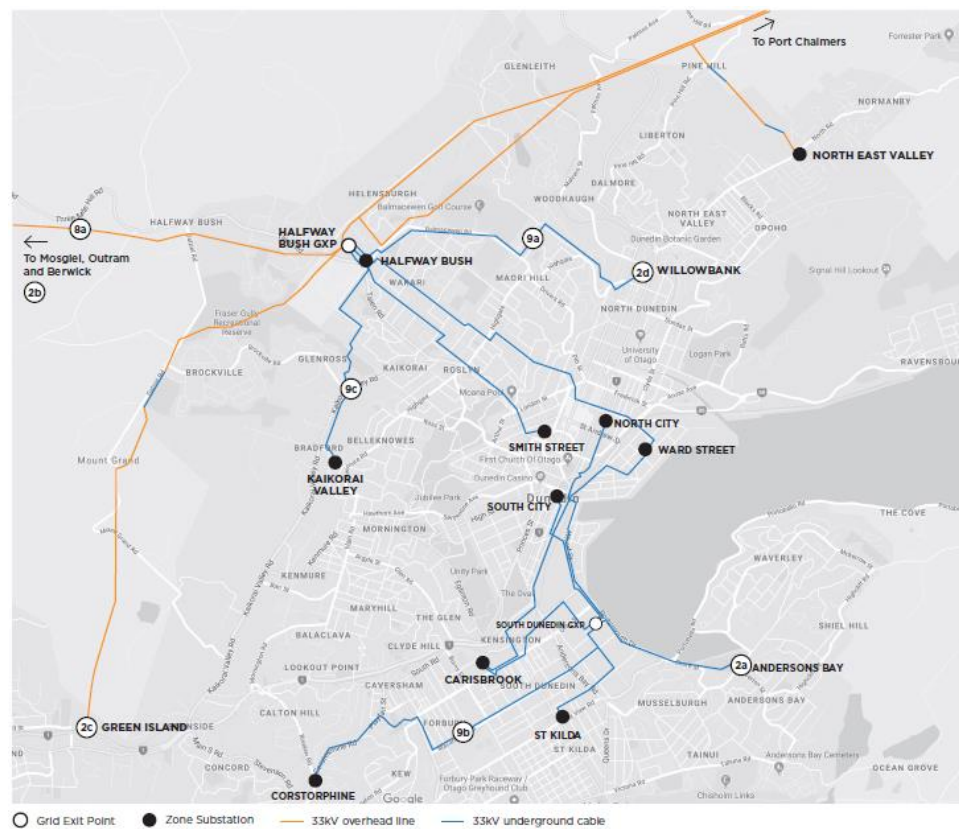 To Port Chalmers
Forrester Park
GLENLEITH
PINE HILL
NORMANBY
North Rd
LIBERTON
NORTH EAST VALLEY
DALMORE
WOODHAUGH
HELENSBURGH
Balmacewen Golf Course
HALFWAY BUSH
8a
HALFWAY
BUSH GXP
9a
NORTH EAST
VALLEY
OPOHO
Dunedin Botanic Garden
To Mosgiel, Outram
and Berwick
2b
HALFWAY BUSH
2d
WILLOWBANK
Signal Hill Lookout
WAKARI
MAORI HILL
NORTH DUNEDIN
Fraser Gully
Recreational
Reserve
University
of Otago
Logan Park
GLENROSS
RAVENSBOURNE
BROCKVILLE
KAIKORAI
ROSLYN
9c
Moana Pool
London St
Frederick St
NORTH CITY
BELLEKNOWES
SMITH STREET
WARD STREET
BRADFORD
First Church Of Otago
Mount Grand
KAIKORAI
VALLEY
Dunedin Casino
Jubilee Park
SOUTH CITY
Dunedin
THE COVE
MORNINGTON
WAVERLEY
Unity Park
KENMURE
The Oval
MARYHILL
THE GLEN
SOUTH DUNEDIN GXP
SHIEL HILL
BALACLAVA
CLYDE HILL
KENSINGTON
LOOKOUT POINT
CARISBROOK
2a
ANDERSONS BAY
SOUTH DUNEDIN
CAVERSHAM
ANDERSONS BAY
MUSSELBURGH
CALTON HILL
2c
GREEN ISLAND
FORBURY
9b
ST KILDA
ST KILDA
TAINUI
Andersons Bay Cemetery
CONCORD
KEW
OCEAN GROVE
CORSTORPHINE
Google
Forbury Park Raceway /
Otago Greyhound Club
Chisholm Links
Grid Exit Point
Zone Substation
33kV overhead line
33kV underground cable